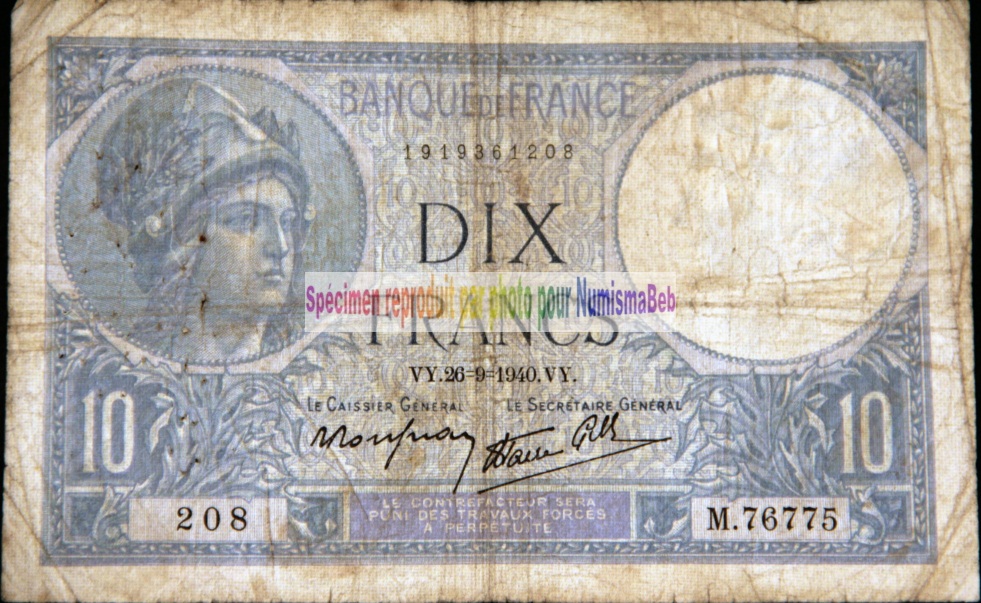 BANQUE DE FRANCE
1919361208
DIX
Spécimen reproduit par photo pour NumismaBeb
FRANCS
VY.26=9=1940.VY.
LE CAISSIER GÉNÉRAL LE SECRÉTAIRE GÉNÉRAL
10 10
LE CONTREFACTEUR SERA
PUNI DES TRAVAUX FORCÉS
À PERPÉTUITÉ
208 M.76775